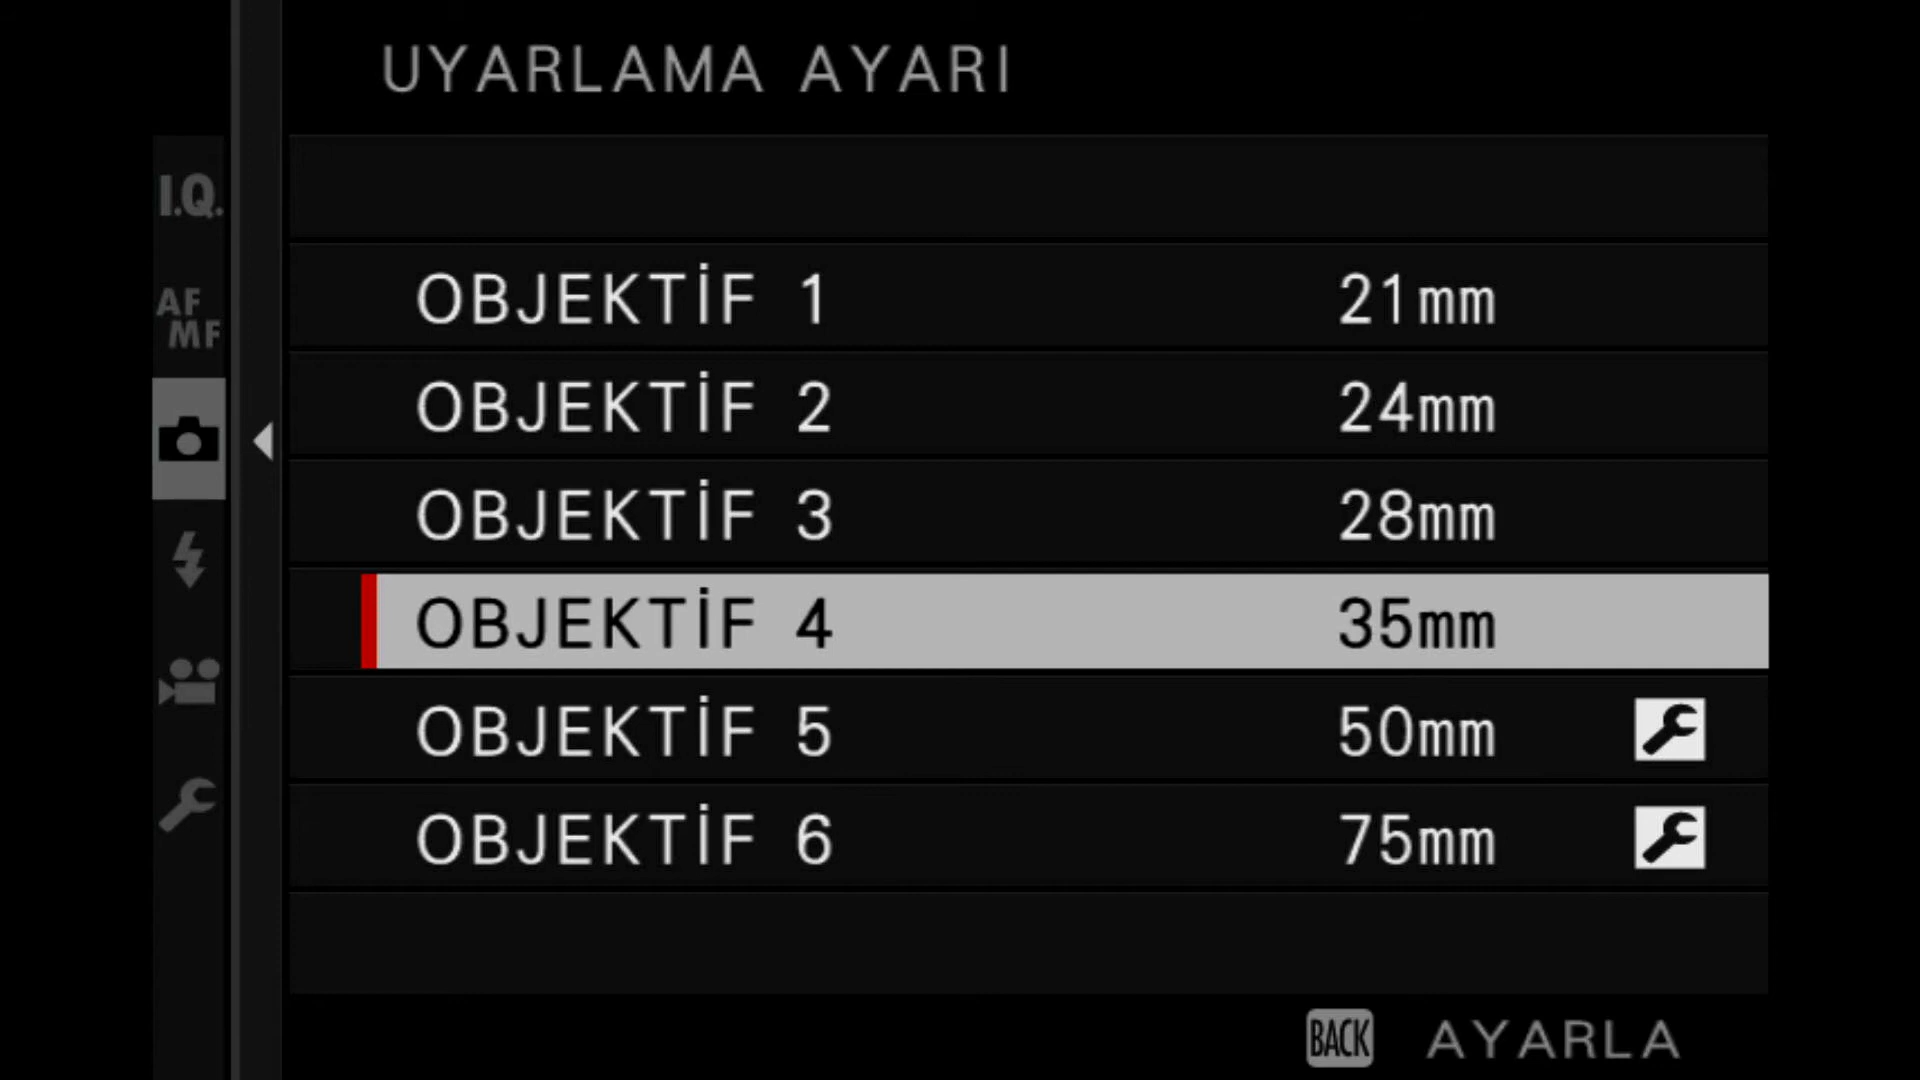 UYARLAMA AYARI
I.Q.
AF
MF
OBJEKTİF 1 21mm
OBJEKTİF 2 24mm
OBJEKTİF 3 28mm
OBJEKTİF 4 35mm
OBJEKTİF 5 50mm
OBJEKTİF 6 75mm
BACK AYARLA